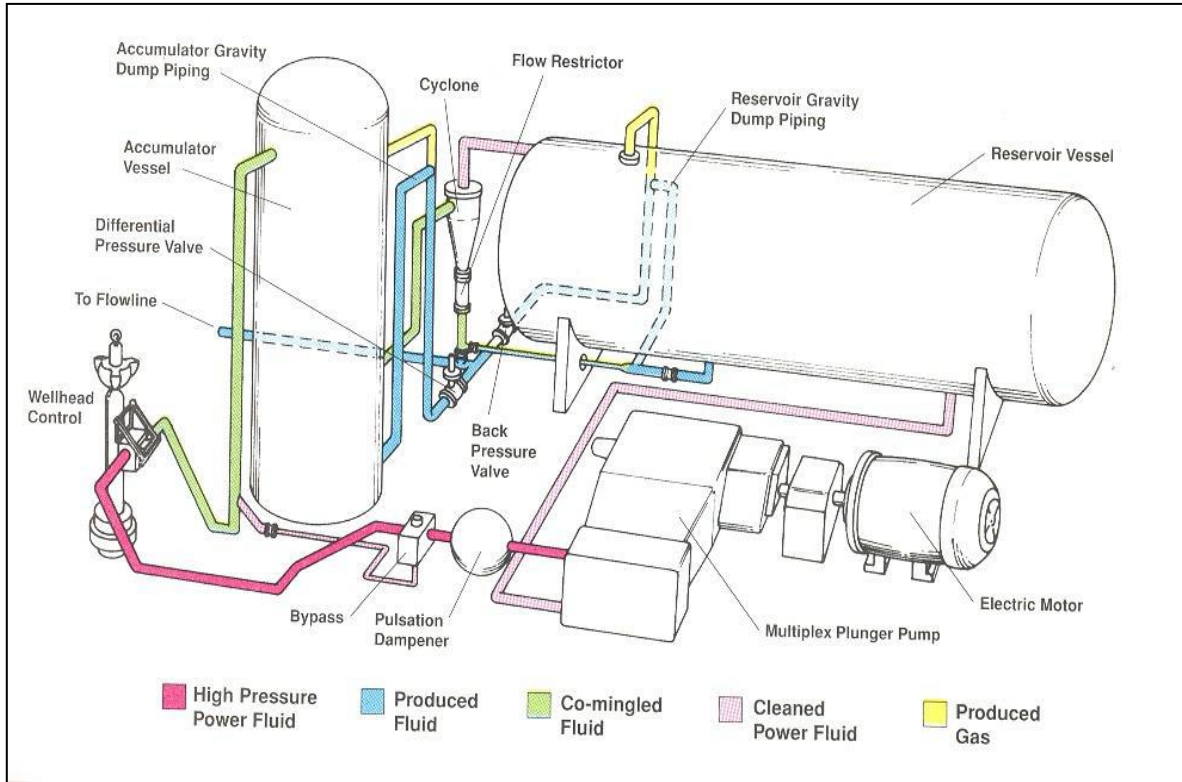 Accumulator Gravity
Dump Piping
Flow Restrictor
Cyclone
Reservoir Gravity
Dump Piping
Accumulator
Vessel
Reservoir Vessel
Differential
Pressure Valve
To Flowline
Wellhead
Control
Back
Pressure
Valve
Bypass
Pulsation
Dampener
Electric Motor
Multiplex Plunger Pump
High Pressure
Power Fluid
Produced
Fluid
Co-mingled
Fluid
Cleaned
Power Fluid
Produced
Gas